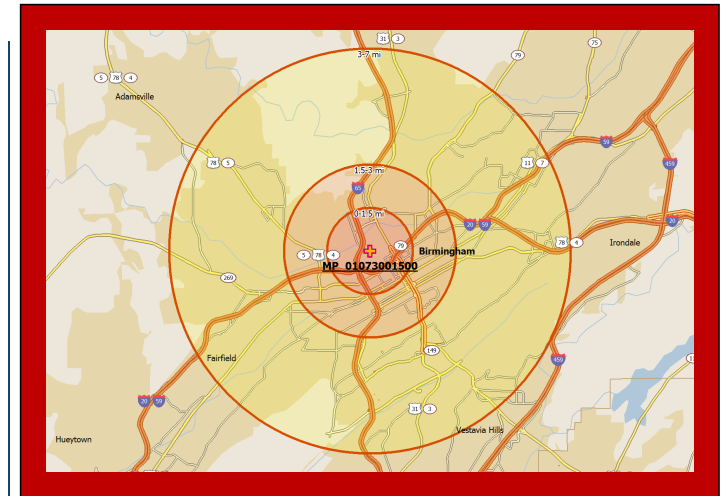 31 3
75
3-7 mi
79
5 78 4
Adamsville
59
11 7
78 5
459
1.5-3 mi
65
0-1.5 mi
20
20 59
79
78 4
Irondale
Birmingham
5 78 4
MP_01073001500
269
149
Fairfield
459
20 59
31 3
Vestavia Hills
Hueytown